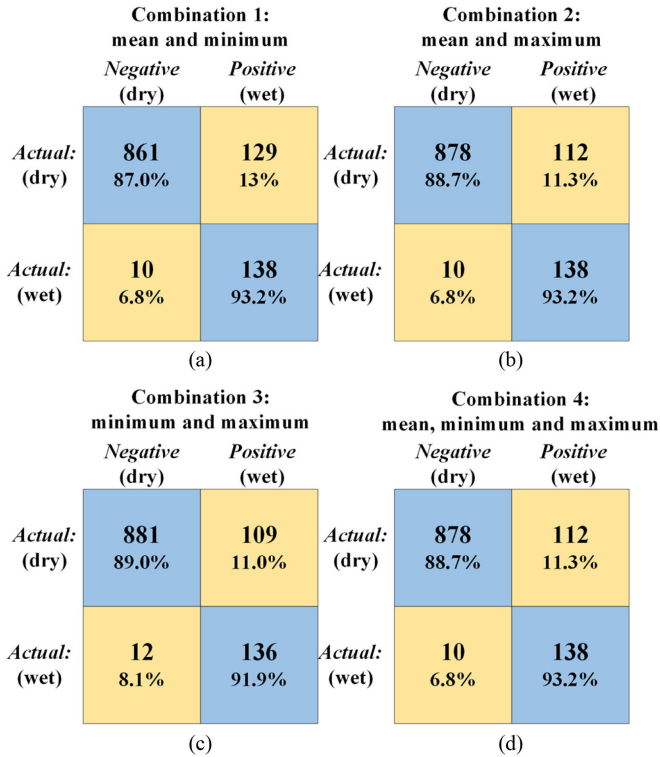 Combination 1:
mean and minimum
Negative Positive
(dry) (wet)
Actual: 861 129
(dry) 87.0% 13%
Actual: 10 138
(wet) 6.8% 93.2%
(a)
Combination 2:
mean and maximum
Negative Positive
(dry) (wet)
Actual: 878 112
(dry) 88.7% 11.3%
Actual: 10 138
(wet) 6.8% 93.2%
(b)
Combination 3:
minimum and maximum
Negative Positive
(dry) (wet)
Actual: 881 109
(dry) 89.0% 11.0%
Actual: 12 136
(wet) 8.1% 91.9%
(c)
Combination 4:
mean, minimum and maximum
Negative Positive
(dry) (wet)
Actual: 878 112
(dry) 88.7% 11.3%
Actual: 10 138
(wet) 6.8% 93.2%
(d)